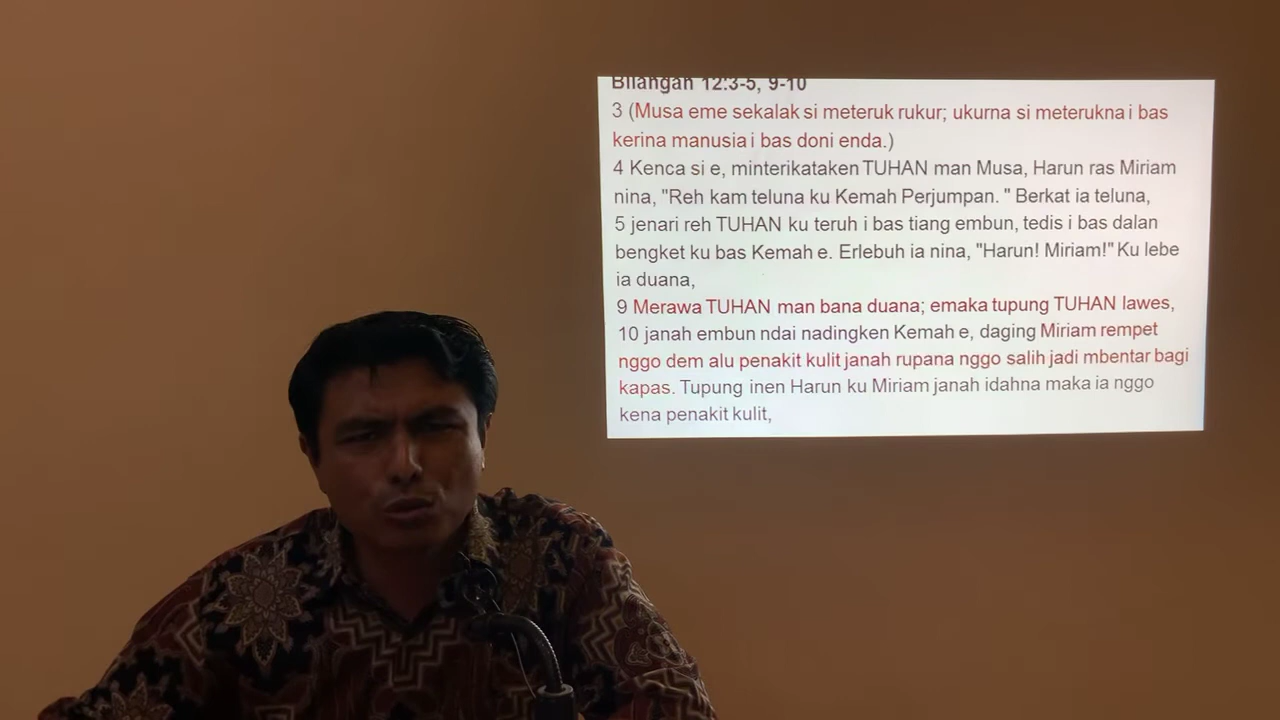 Bilangan 12:3-5, 9-10
3 (Musa eme sekalak si meteruk rukur; ukurna si meterukna i bas
kerina manusia i bas doni enda.)
4 Kenca si e, minterikataken TUHAN man Musa, Harun ras Miriam
nina, "Reh kam teluna ku Kemah Perjumpan. " Berkat ia teluna,
5 jenari reh TUHAN ku teruh i bas tiang embun, tedis i bas dalan
bengket ku bas Kemah e. Erlebuh ia nina, "Harun! Miriam!" Ku lebe
ia duana,
9 Merawa TUHAN man bana duana; emaka tupung TUHAN lawes,
10 janah embun ndai nadingken Kemah e, daging Miriam rempet
nggo dem alu penakit kulit janah rupana nggo salih jadi mbentar bagi
kapas. Tupung inen Harun ku Miriam janah idahna maka ia nggo
kena penakit kulit,